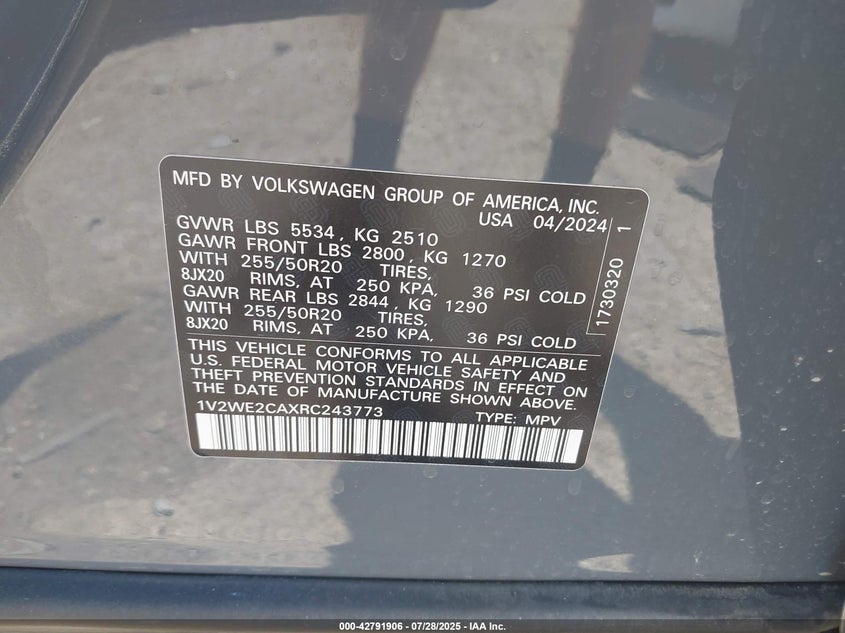 MFD BY VOLKSWAGEN GROUP OF AMERICA, INC.
USA 04/2024
GVWR LBS 5534, KG 2510
GAWR FRONT LBS 2800, KG 1270
WITH 255/50R20 TIRES,
8JX20 RIMS, AT 250 KPA, 36 PSI COLD
GAWR REAR LBS 2844, KG 1290
WITH 255/50R20 TIRES,
8JX20 RIMS, AT 250 KPA, 36 PSI COLD
1730320 1
THIS VEHICLE CONFORMS TO ALL APPLICABLE
U.S. FEDERAL MOTOR VEHICLE SAFETY AND
THEFT PREVENTION STANDARDS IN EFFECT ON
THE DATE OF MANUFACTURE SHOWN ABOVE.
1V2WE2CAXRC243773 TYPE: MPV
000-42791906 - 07/28/2025 - IAA Inc.